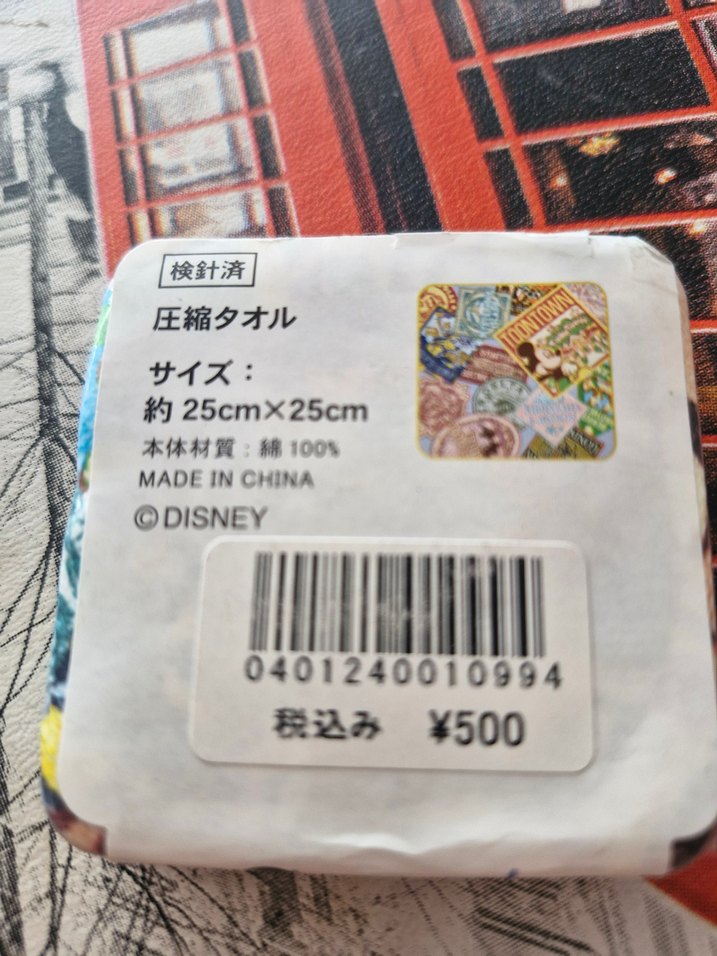 検針済
圧縮タオル
サイズ：
約 25cm×25cm
本体材質：綿 100%
MADE IN CHINA
©DISNEY
TOONTOWN
0401240010994
税込み ¥500